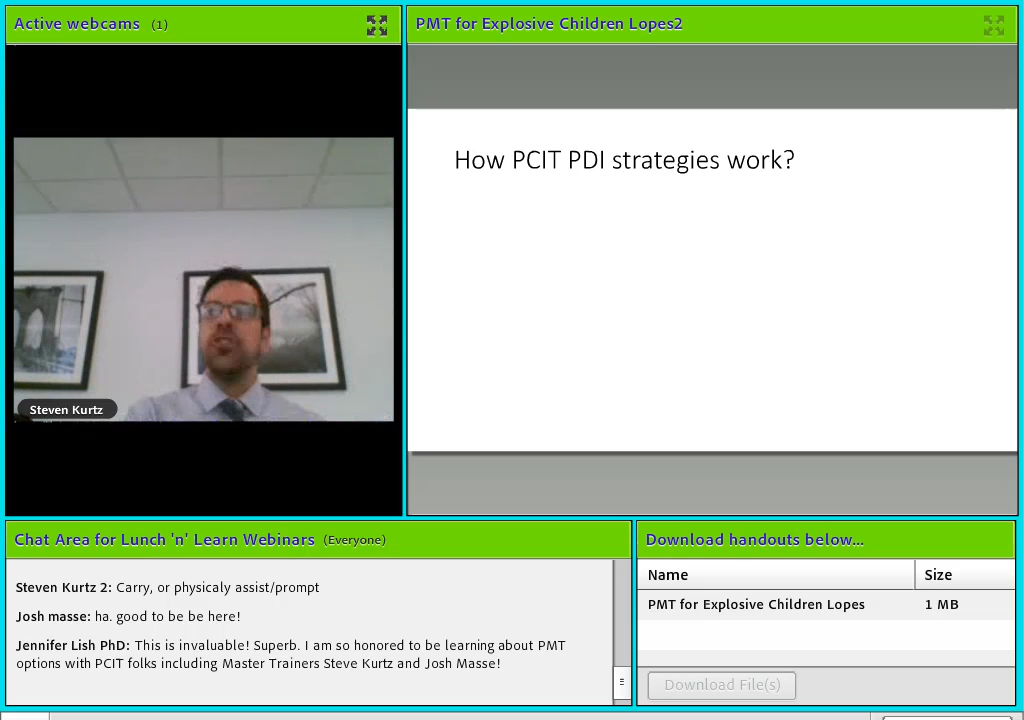 Active webcams (1)
PMT for Explosive Children Lopes2
How PCIT PDI strategies work?
Steven Kurtz
Chat Area for Lunch 'n' Learn Webinars (Everyone)
Steven Kurtz 2: Carry, or physicaly assist/prompt
Josh masse: ha. good to be be here!
Jennifer Lish PhD: This is invaluable! Superb. I am so honored to be learning about PMT
options with PCIT folks including Master Trainers Steve Kurtz and Josh Masse!
Download handouts below...
Name Size
PMT for Explosive Children Lopes 1 MB
Download File(s)